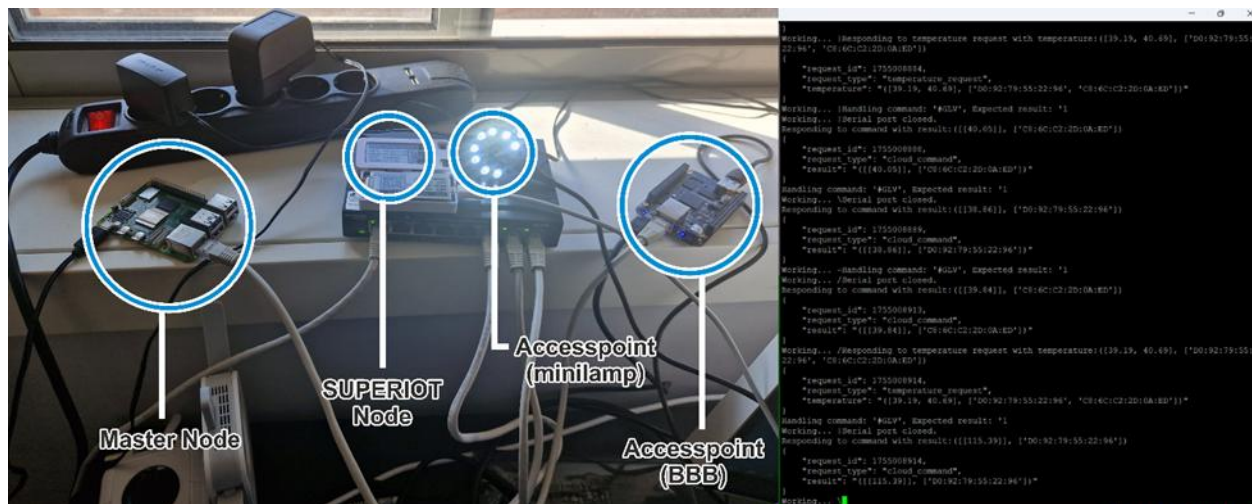 Master Node
SUPERIOT
Node
Accesspoint
(minilamp)
Accesspoint
(BBB)
}
Working... |Responding to temperature request with temperature:([39.19, 40.69], ['D0:92:79:55:
22:96', 'C8:6C:C2:2D:0A:ED'])
{
"request_id": 1755008884,
"request_type": "temperature_request",
"temperature": "([39.19, 40.69], ['D0:92:79:55:22:96', 'C8:6C:C2:2D:0A:ED'])"
}
Working... |Handling command: '#GLV', Expected result: '1
Working... |Serial port closed.
Responding to command with result:([[40.05]], ['C8:6C:C2:2D:0A:ED'])
{
"request_id": 1755008888,
"request_type": "cloud_command",
"result": "([[40.05]], ['C8:6C:C2:2D:0A:ED'])"
}
Handling command: '#GLV', Expected result: '1
Working... \Serial port closed.
Responding to command with result:([[38.86]], ['D0:92:79:55:22:96'])
{
"request_id": 1755008889,
"request_type": "cloud_command",
"result": "([[38.86]], ['D0:92:79:55:22:96'])"
}
Working... -Handling command: '#GLV', Expected result: '1
Working... /Serial port closed.
Responding to command with result:([[39.84]], ['C8:6C:C2:2D:0A:ED'])
{
"request_id": 1755008913,
"request_type": "cloud_command",
"result": "([[39.84]], ['C8:6C:C2:2D:0A:ED'])"
}
Working... /Responding to temperature request with temperature:([39.19, 40.69], ['D0:92:79:55:
22:96', 'C8:6C:C2:2D:0A:ED'])
{
"request_id": 1755008914,
"request_type": "temperature_request",
"temperature": "([39.19, 40.69], ['D0:92:79:55:22:96', 'C8:6C:C2:2D:0A:ED'])"
}
Handling command: '#GLV', Expected result: '1
Working... |Serial port closed.
Responding to command with result:([[115.39]], ['D0:92:79:55:22:96'])
{
"request_id": 1755008914,
"request_type": "cloud_command",
"result": "([[115.39]], ['D0:92:79:55:22:96'])"
}
Working... \